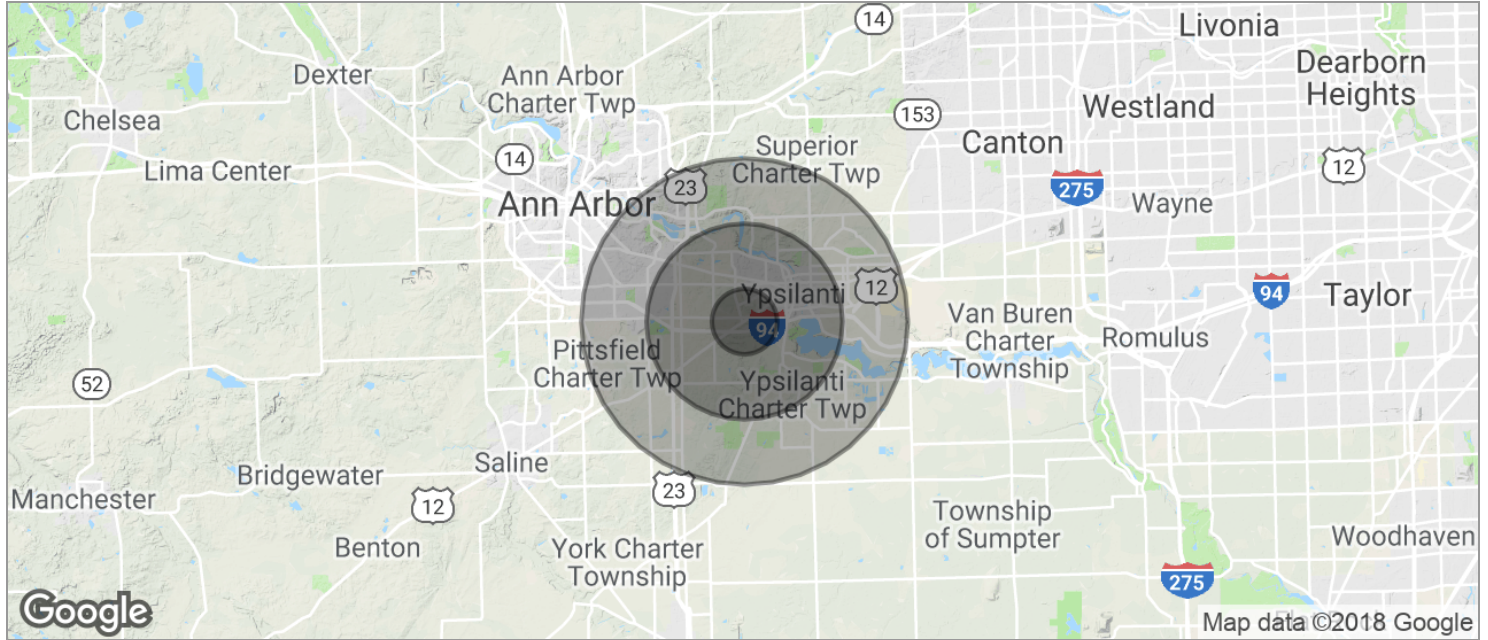 14
Livonia
Dexter
Ann Arbor
Charter Twp
Dearborn
Heights
Chelsea
153
Westland
Superior
Charter Twp
Canton
14
12
Lima Center
23
275
Ann Arbor
Wayne
Ypsilanti
12
94
Taylor
94
Van Buren
Charter
Township
Romulus
Pittsfield
Charter Twp
52
Ypsilanti
Charter Twp
Saline
Bridgewater
23
Manchester
12
Township
of Sumpter
Benton
York Charter
Township
Woodhaven
275
Google
Map data ©2018 Google